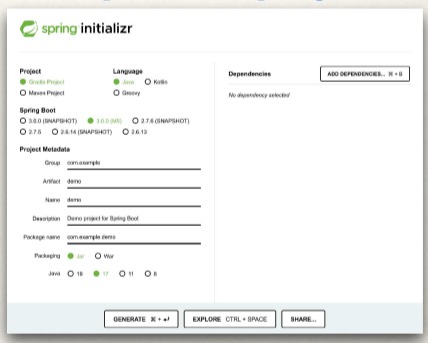 spring initializr
Project
Gradle Project
Maven Project
Language
Java Kotlin
Groovy
Spring Boot
3.0.0 (SNAPSHOT) 3.0.0 (M5) 2.7.6 (SNAPSHOT)
2.7.5 2.6.14 (SNAPSHOT) 2.6.13
Project Metadata
Group com.example
Artifact demo
Name demo
Description Demo project for Spring Boot
Package name com.example.demo
Packaging Jar War
Java 19 17 11 8
Dependencies
ADD DEPENDENCIES... ⌘ + B
No dependency selected
GENERATE ⌘ + ↵ EXPLORE CTRL + SPACE SHARE...